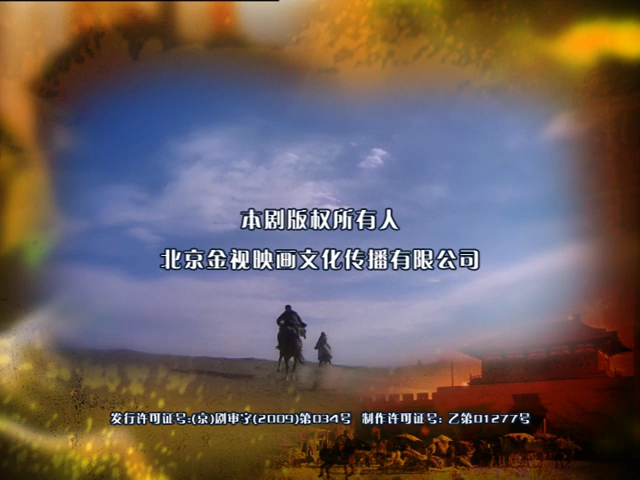 本剧版权所有人
北京金视映画文化传播有限公司
发行许可证号:(京)剧审字(2009)第034号 制作许可证号: 乙第01277号